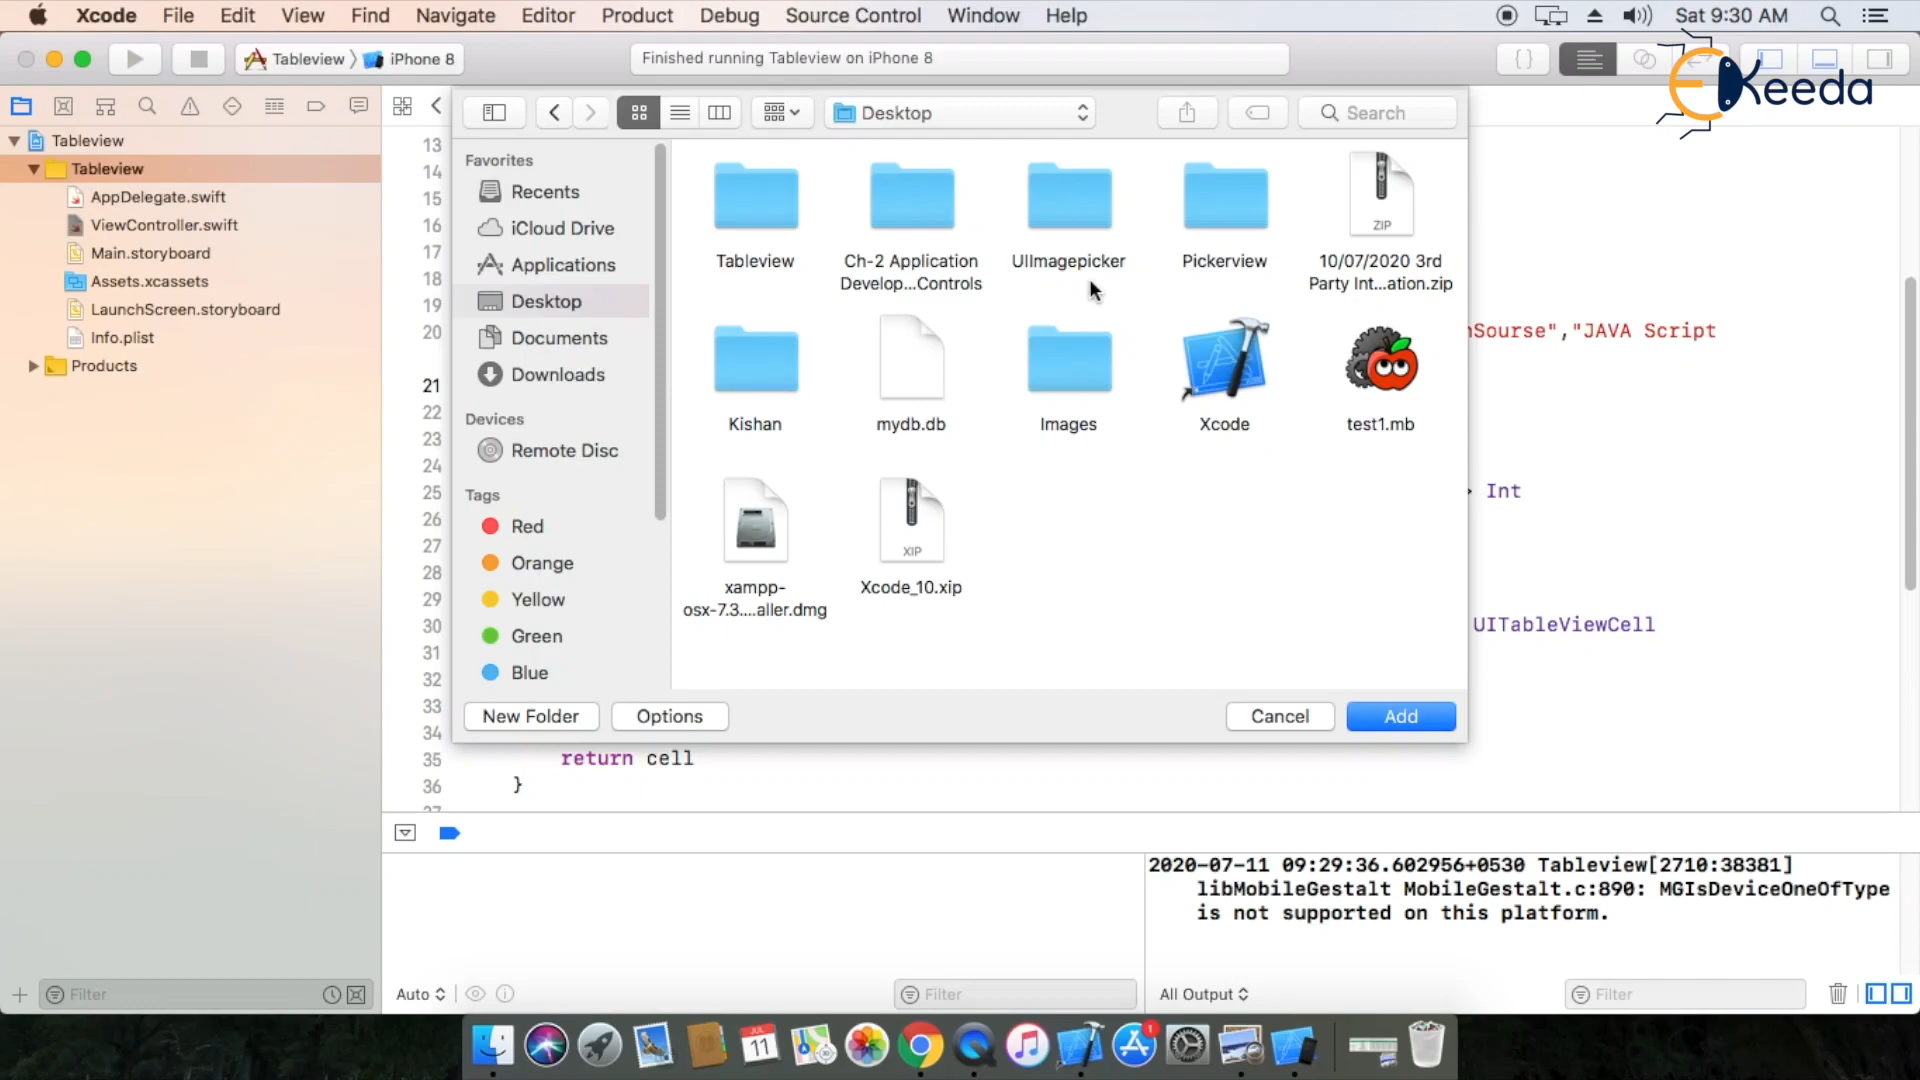 Xcode File Edit View Find Navigate Editor Product Debug Source Control Window Help Sat 9:30 AM
Tableview iPhone 8 Finished running Tableview on iPhone 8
EKeeda
Desktop Search
Tableview
Tableview
AppDelegate.swift
ViewController.swift
Main.storyboard
Assets.xcassets
LaunchScreen.storyboard
Info.plist
Products
13
14
15
16
17
18
19
20
21
22
23
24
25
26
27
28
29
30
31
32
33
34
35
36
Favorites
Recents
iCloud Drive
Applications
Desktop
Documents
Downloads
Devices
Remote Disc
Tags
Red
Orange
Yellow
Green
Blue
ZIP
Tableview
Ch-2 Application
Develop...Controls
UIImagepicker
Pickerview
10/07/2020 3rd
Party Int...ation.zip
Kishan
mydb.db
Images
Xcode
test1.mb
XIP
xampp-
osx-7.3....aller.dmg
Xcode_10.xip
New Folder Options Cancel Add
","JAVA Script
Int
UITableViewCell
return cell
}
2020-07-11 09:29:36.602956+0530 Tableview[2710:38381]
libMobileGestalt MobileGestalt.c:890: MGIsDeviceOneOfType
is not supported on this platform.
Filter Auto Filter All Output Filter
JUL
11
1